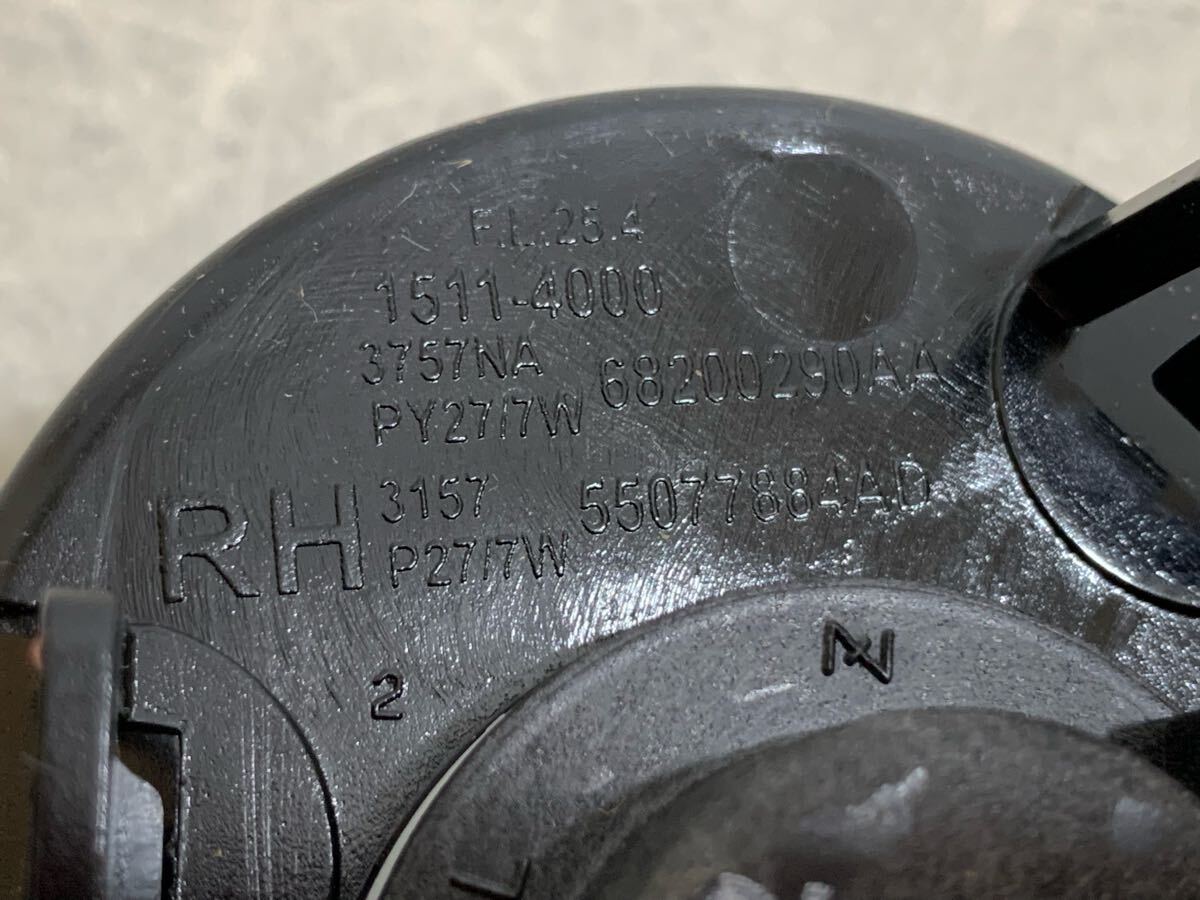 F.L.25.4
1511-4000
3757NA
PY27/7W
68200290AA
RH
3157
P27/7W
55077884AD
2